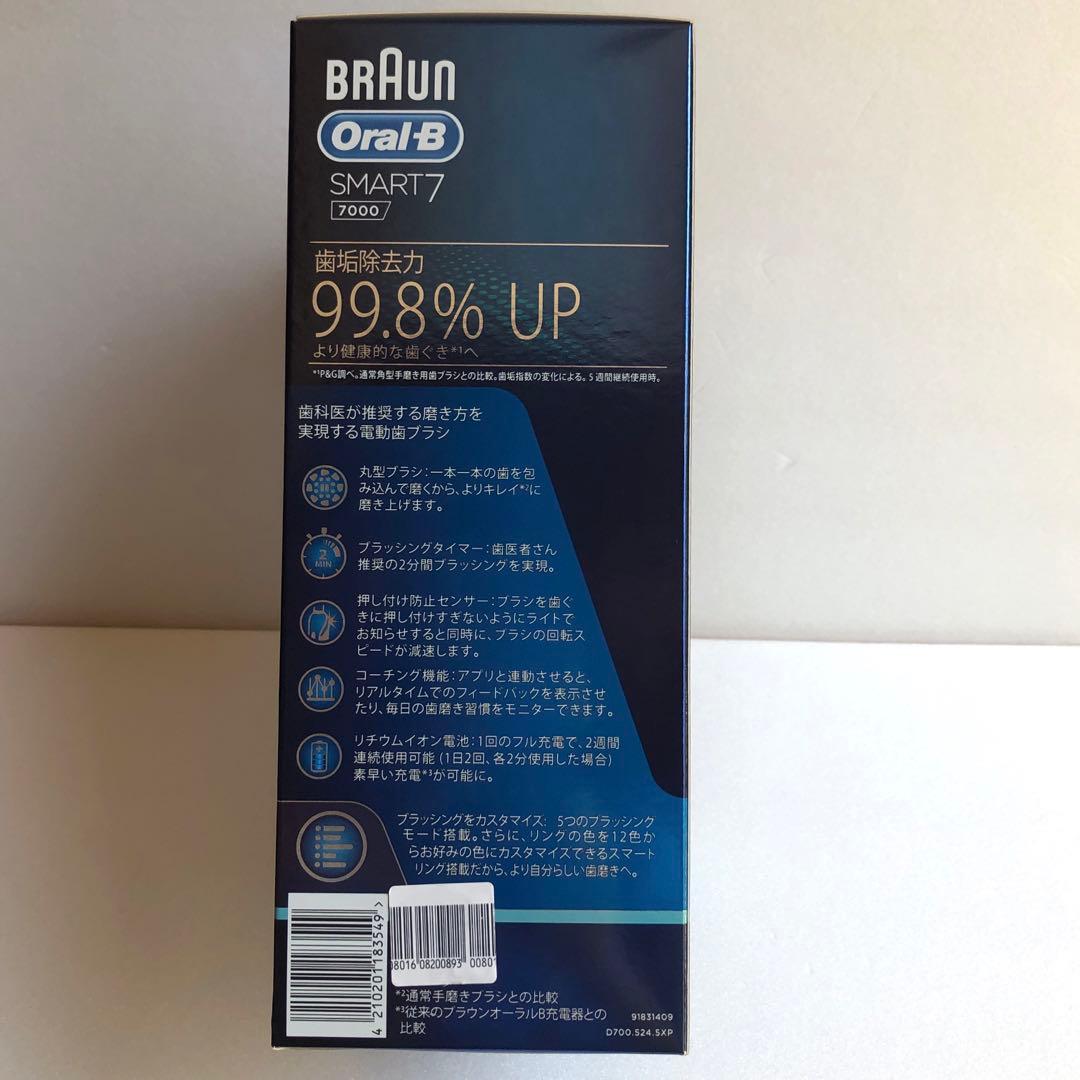 BRAUN
Oral-B
SMART7
7000
歯垢除去力
99.8% UP
より健康的な歯ぐき*1へ
*1P&G調べ。通常角型手磨き用歯ブラシとの比較。歯垢指数の変化による。5週間継続使用時。
歯科医が推奨する磨き方を
実現する電動歯ブラシ
丸型ブラシ:一本一本の歯を包
み込んで磨くから、よりキレイ*2に
磨き上げます。
2
MIN
ブラッシングタイマー:歯医者さん
推奨の2分間ブラッシングを実現。
押し付け防止センサー:ブラシを歯ぐ
きに押し付けすぎないようにライトで
お知らせすると同時に、ブラシの回転ス
ピードが減速します。
コーチング機能:アプリと連動させると、
リアルタイムでのフィードバックを表示させ
たり、毎日の歯磨き習慣をモニターできます。
リチウムイオン電池:1回のフル充電で、2週間
連続使用可能(1日2回、各2分使用した場合)
素早い充電*3が可能に。
ブラッシングをカスタマイズ: 5つのブラッシング
モード搭載。さらに、リングの色を12色か
らお好みの色にカスタマイズできるスマート
リング搭載だから、より自分らしい歯磨きへ。
4 210201 183549 >
08016 08200893 00801
*2通常手磨きブラシとの比較
*3従来のブラウンオーラルB充電器との
比較
91831409
D700.524.5XP